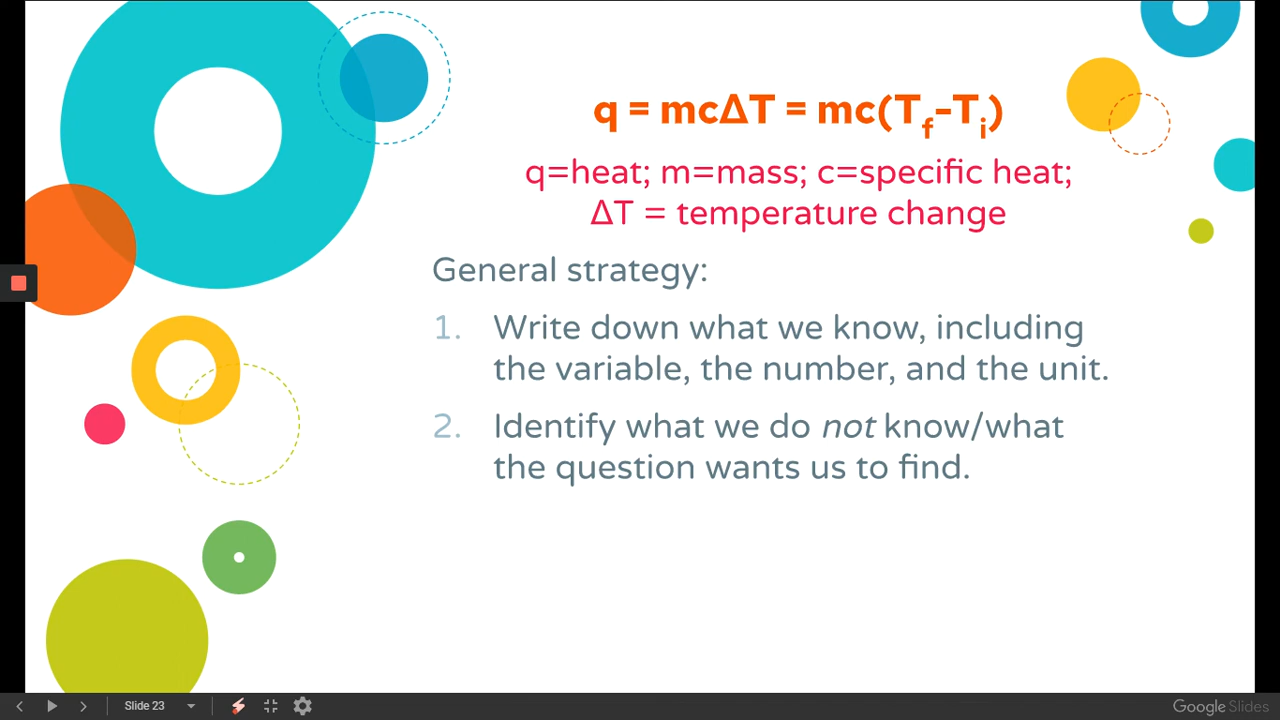 q = mcΔT = mc(T_f-T_i)
q=heat; m=mass; c=specific heat;
ΔT = temperature change
General strategy:
1. Write down what we know, including
the variable, the number, and the unit.
2. Identify what we do not know/what
the question wants us to find.
Slide 23
Google Slides